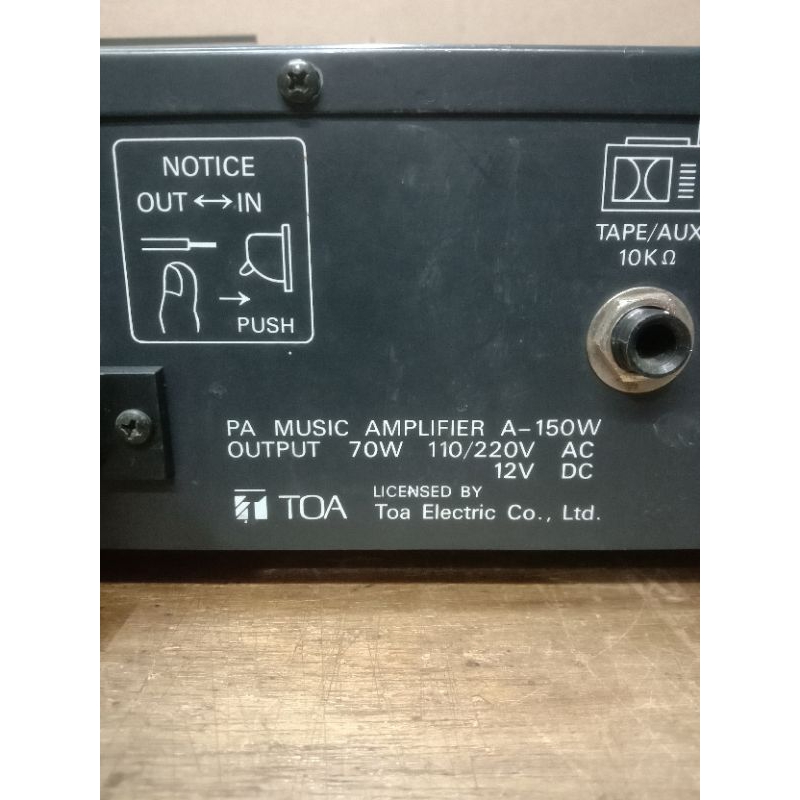 NOTICE
OUT ↔ IN
→
PUSH
TAPE/AUX
10KΩ
PA MUSIC AMPLIFIER A-150W
OUTPUT 70W 110/220V AC
12V DC
TOA
LICENSED BY
Toa Electric Co., Ltd.